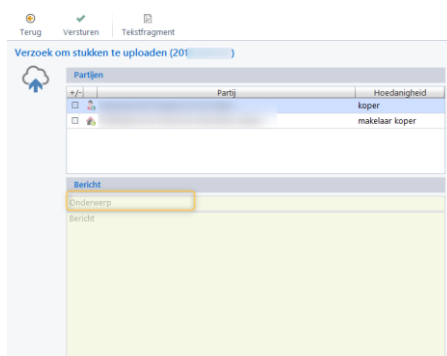 Terug Versturen Tekstfragment
Verzoek om stukken te uploaden (201 )
Partijen
+/- Partij Hoedanigheid
koper
makelaar koper
Bericht
Onderwerp
Bericht